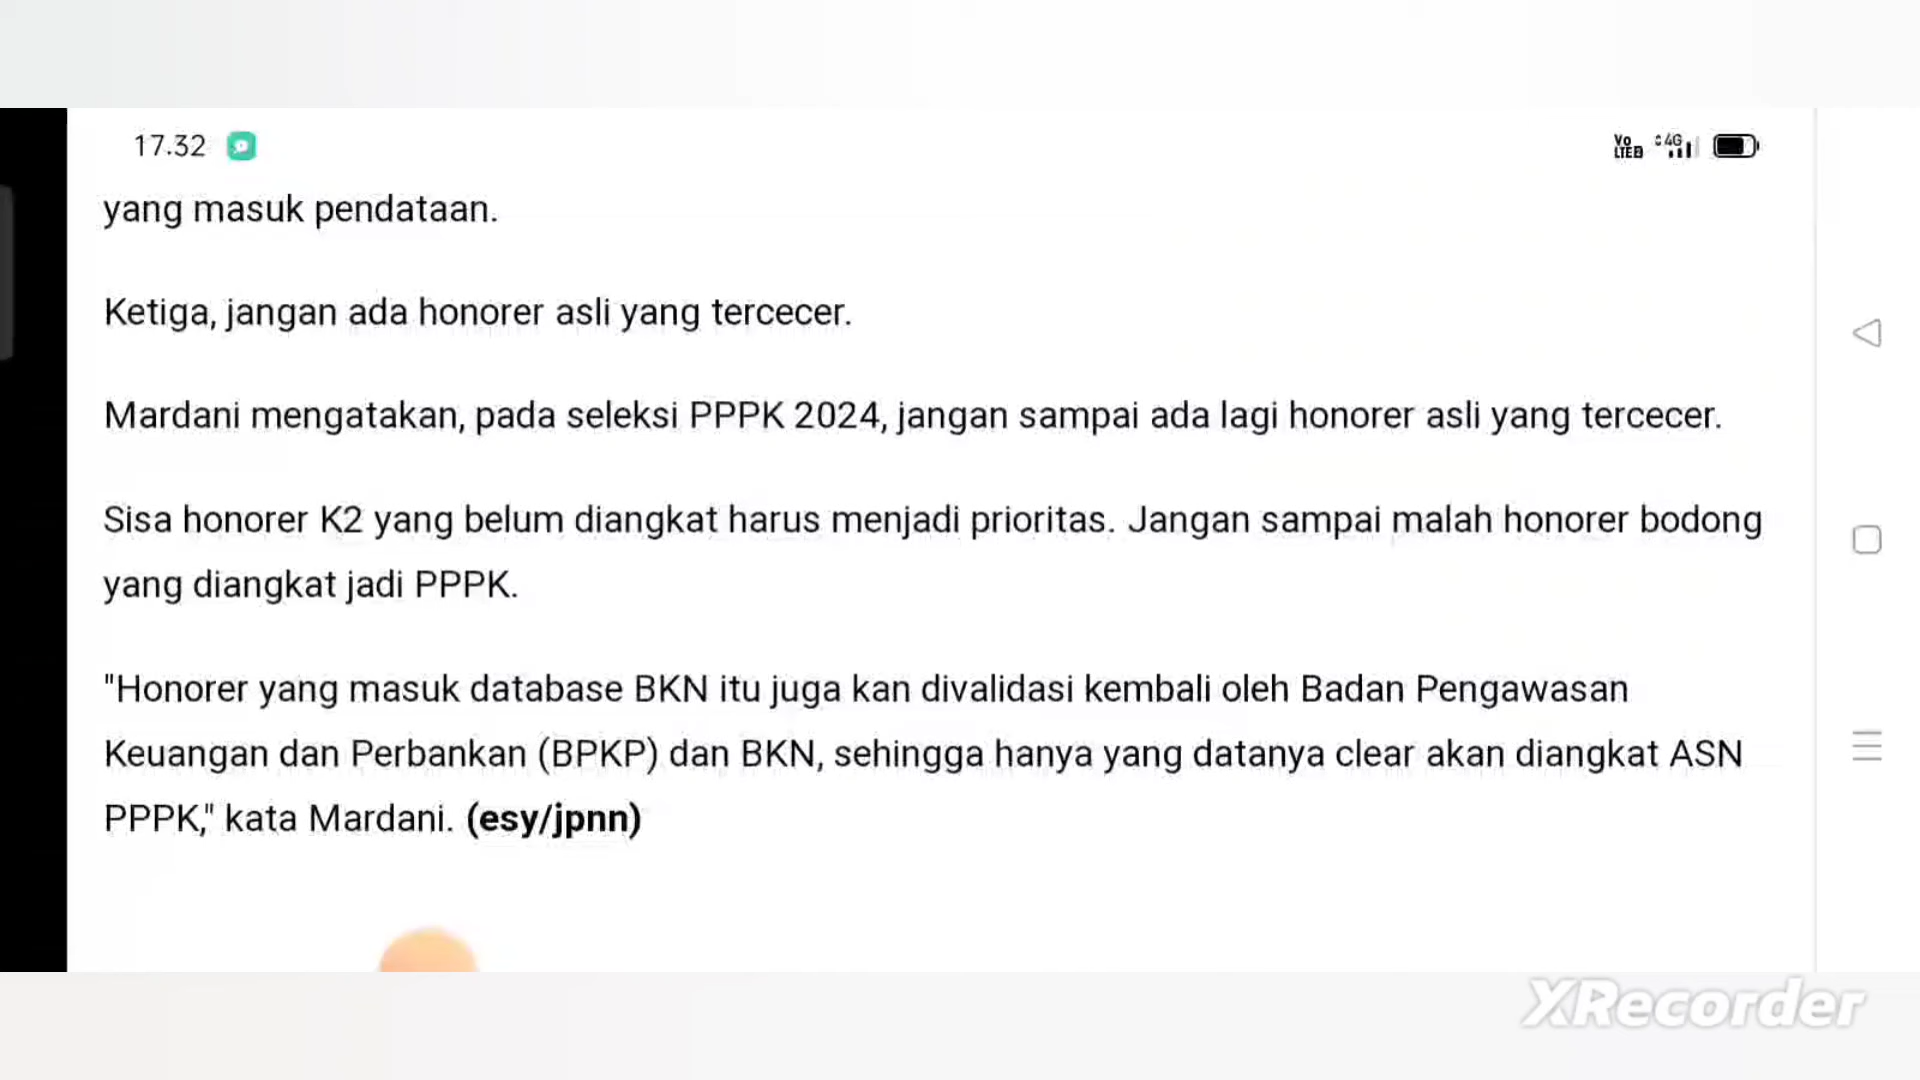 17.32
Vo
LTE2
4G
yang masuk pendataan.
Ketiga, jangan ada honorer asli yang tercecer.
Mardani mengatakan, pada seleksi PPPK 2024, jangan sampai ada lagi honorer asli yang tercecer.
Sisa honorer K2 yang belum diangkat harus menjadi prioritas. Jangan sampai malah honorer bodong
yang diangkat jadi PPPK.
"Honorer yang masuk database BKN itu juga kan divalidasi kembali oleh Badan Pengawasan
Keuangan dan Perbankan (BPKP) dan BKN, sehingga hanya yang datanya clear akan diangkat ASN
PPPK," kata Mardani. (esy/jpnn)
XRecorder